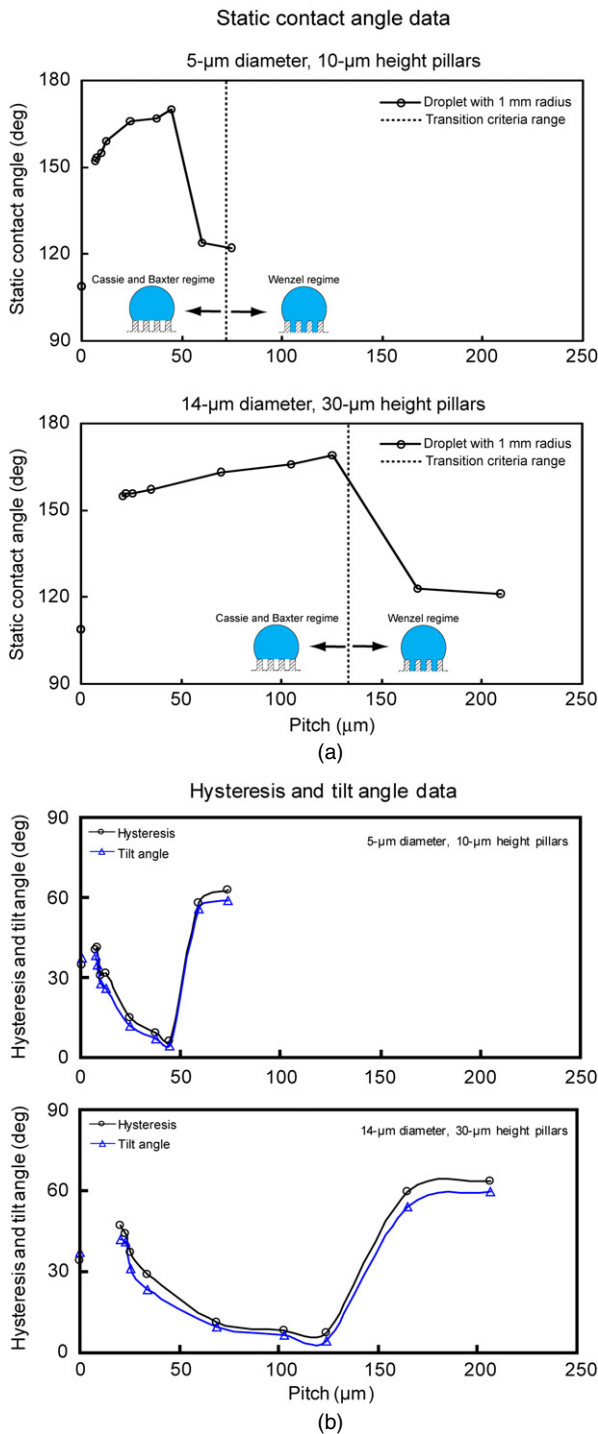 Static contact angle data
5-μm diameter, 10-μm height pillars
180
150
120
90
Static contact angle (deg)
Droplet with 1 mm radius
Transition criteria range
Cassie and Baxter regime
Wenzel regime
0
50
100
150
200
250
14-μm diameter, 30-μm height pillars
180
150
120
90
Static contact angle (deg)
Droplet with 1 mm radius
Transition criteria range
Cassie and Baxter regime
Wenzel regime
0
50
100
150
200
250
Pitch (μm)
(a)
Hysteresis and tilt angle data
90
60
30
0
Hysteresis and tilt angle (deg)
Hysteresis
Tilt angle
5-μm diameter, 10-μm height pillars
0
50
100
150
200
250
90
60
30
0
Hysteresis and tilt angle (deg)
Hysteresis
Tilt angle
14-μm diameter, 30-μm height pillars
0
50
100
150
200
250
Pitch (μm)
(b)